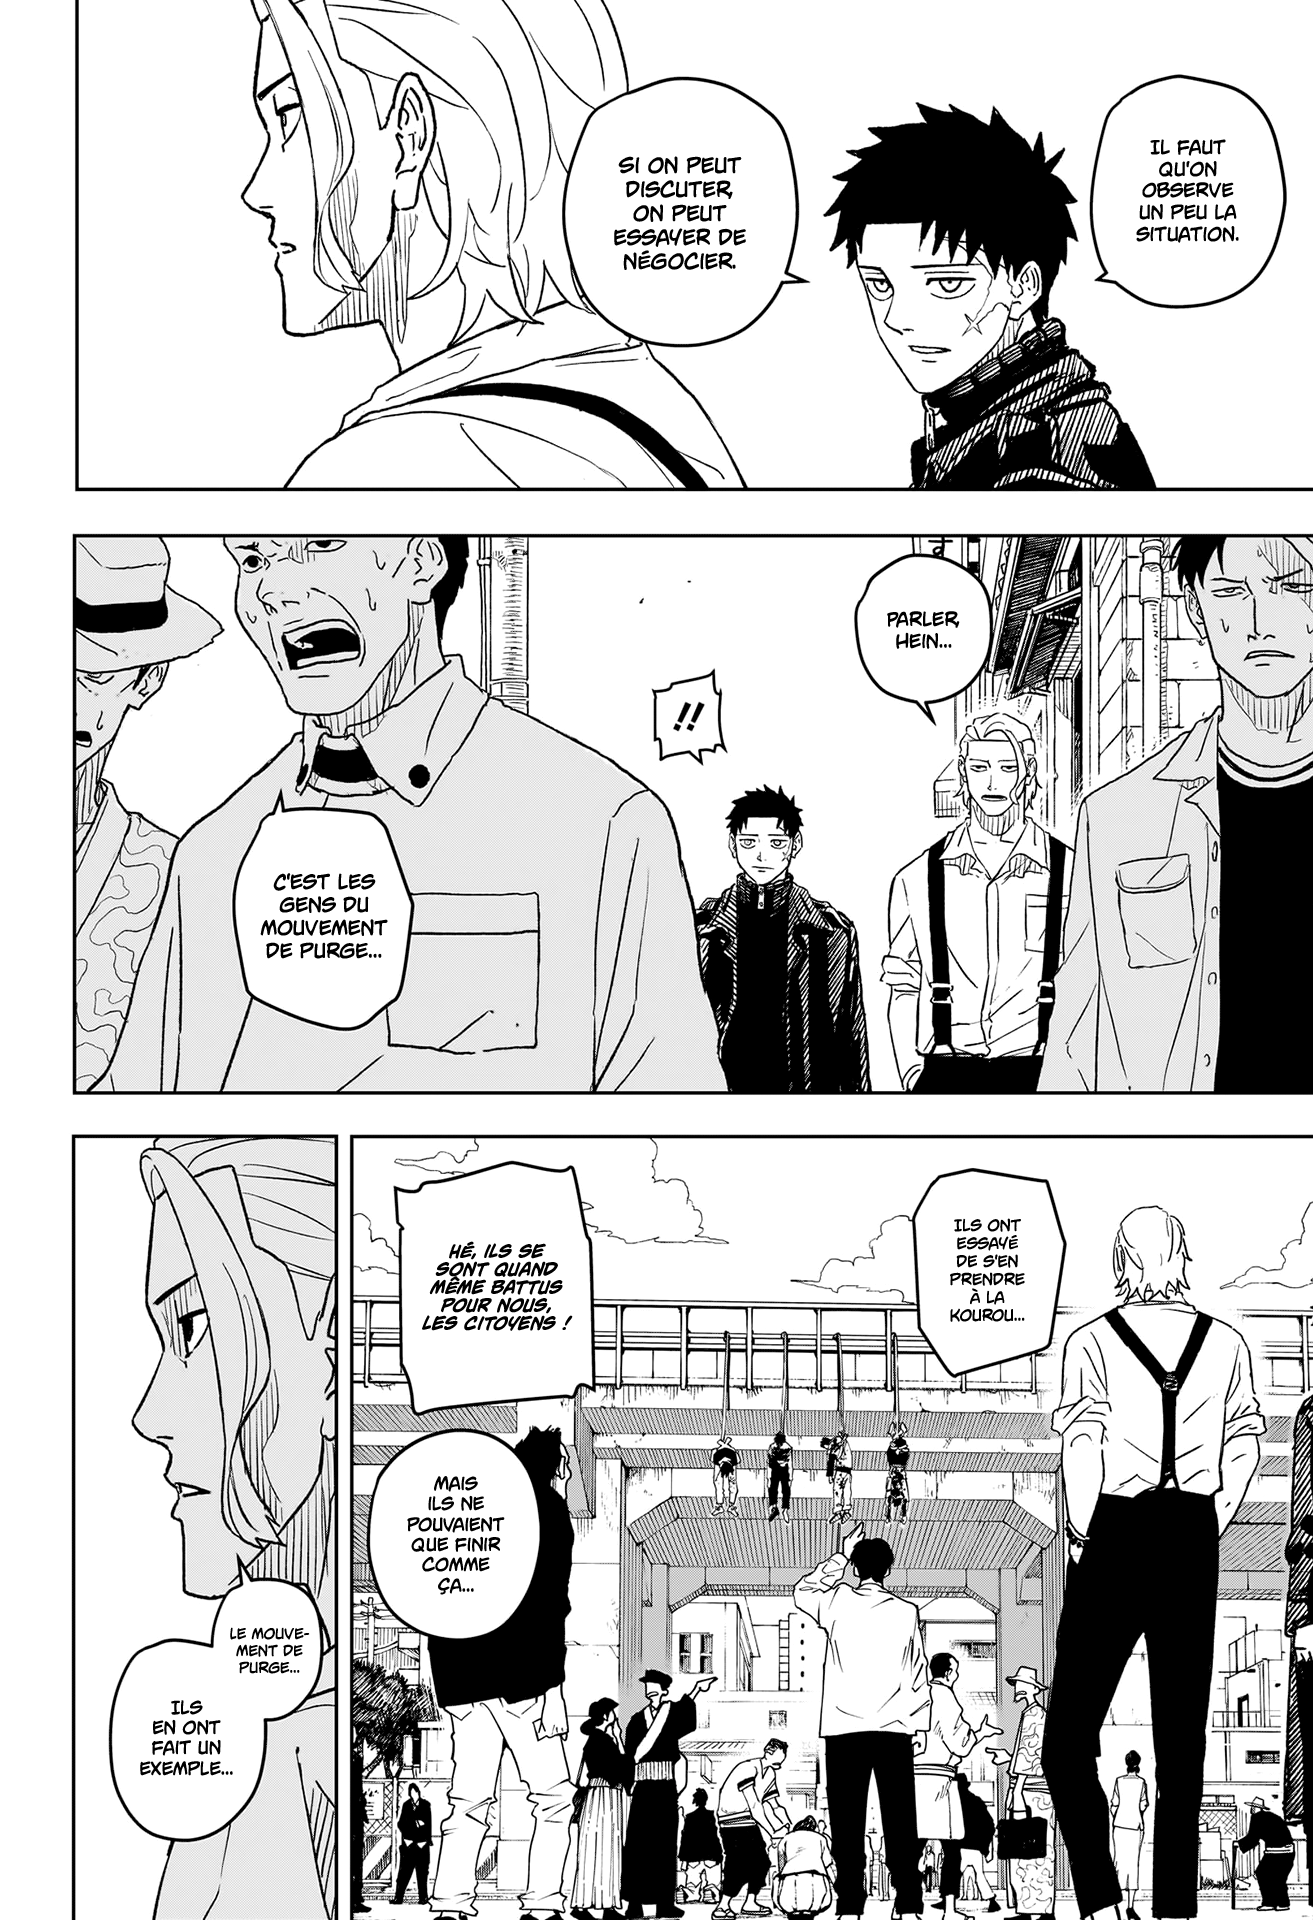 IL FAUT
QU'ON
OBSERVE
UN PEU LA
SITUATION.
SI ON PEUT
DISCUTER,
ON PEUT
ESSAYER DE
NÉGOCIER.
PARLER,
HEIN...
!!
C'EST LES
GENS DU
MOUVEMENT
DE PURGE...
ILS ONT
ESSAYÉ
DE S'EN
PRENDRE
À LA
KOUROU...
HÉ, ILS SE
SONT QUAND
MÊME BATTUS
POUR NOUS,
LES CITOYENS !
MAIS
ILS NE
POUVAIENT
QUE FINIR
COMME
ÇA...
LE MOUVE-
MENT DE
PURGE...
ILS
EN ONT
FAIT UN
EXEMPLE...